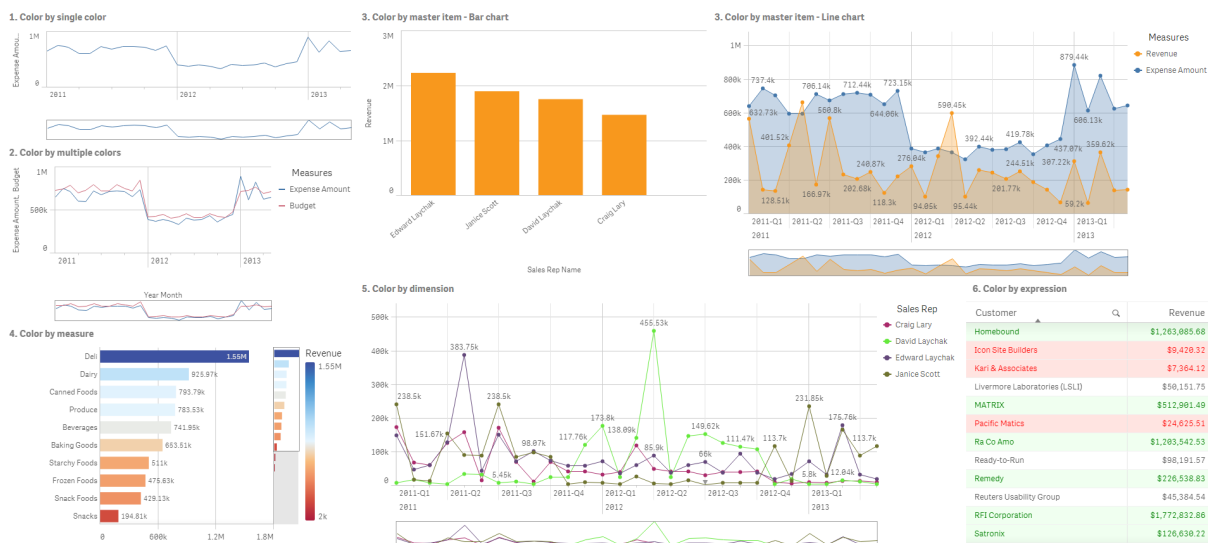 1. Color by single color
Expense Amou...
1M
0
2011
2012
2013
2. Color by multiple colors
Expense Amount, Budget
1M
500k
0
2011
2012
2013
Year Month
Measures
Expense Amount
Budget
3. Color by master item - Bar chart
Revenue
3M
2M
1M
0
Edward Laychak
Janice Scott
David Laychak
Craig Lary
Sales Rep Name
3. Color by master item - Line chart
1M
800k
600k
400k
200k
0
737.4k
632.73k
401.52k
128.51k
706.14k
560.8k
166.97k
712.44k
202.68k
240.87k
644.06k
118.3k
723.15k
276.04k
94.05k
590.45k
95.44k
392.44k
201.77k
419.78k
244.51k
307.22k
437.07k
59.2k
879.44k
606.13k
359.62k
2011-Q1
2011-Q2
2011-Q3
2011-Q4
2012-Q1
2012-Q2
2012-Q3
2012-Q4
2013-Q1
2011
2012
2013
Measures
Revenue
Expense Amount
4. Color by measure
Deli
1.55M
Dairy
925.97k
Canned Foods
793.79k
Produce
783.53k
Beverages
741.95k
Baking Goods
653.51k
Starchy Foods
511k
Frozen Foods
475.63k
Snack Foods
429.13k
Snacks
194.81k
0
600k
1.2M
1.8M
Revenue
1.55M
2k
5. Color by dimension
500k
400k
300k
200k
100k
0
238.5k
151.67k
383.75k
238.5k
5.45k
98.07k
117.76k
173.8k
138.09k
455.53k
85.9k
149.62k
66k
111.47k
113.7k
231.85k
5.8k
175.76k
12.04k
113.7k
2011-Q1
2011-Q2
2011-Q3
2011-Q4
2012-Q1
2012-Q2
2012-Q3
2012-Q4
2013-Q1
2011
2012
2013
Sales Rep
Craig Lary
David Laychak
Edward Laychak
Janice Scott
6. Color by expression
Customer Revenue
Homebound $1,263,085.68
Icon Site Builders $9,420.32
Kari & Associates $7,364.12
Livermore Laboratories (LSLI) $50,151.75
MATRIX $512,901.49
Pacific Matics $24,625.51
Ra Co Amo $1,203,542.53
Ready-to-Run $98,191.57
Remedy $226,538.83
Reuters Usability Group $45,384.54
RFI Corporation $1,772,832.86
Satronix $126,630.22